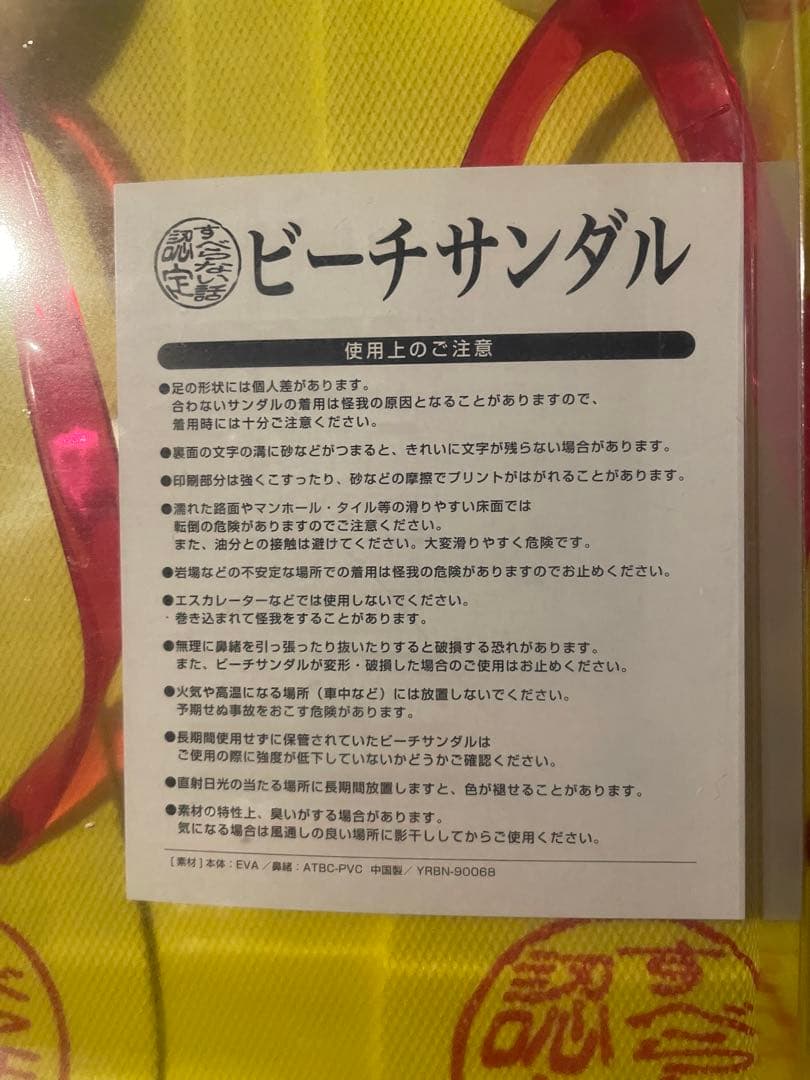 すべらない話
認定
ビーチサンダル
使用上のご注意
●足の形状には個人差があります。
合わないサンダルの着用は怪我の原因となることがありますので、
着用時には十分ご注意ください。
●裏面の文字の溝に砂などがつまると、きれいに文字が残らない場合があります。
●印刷部分は強くこすったり、砂などの摩擦でプリントがはがれることがあります。
●濡れた路面やマンホール・タイル等の滑りやすい床面では
転倒の危険がありますのでご注意ください。
また、油分との接触は避けてください。大変滑りやすく危険です。
●岩場などの不安定な場所での着用は怪我の危険がありますのでお止めください。
●エスカレーターなどでは使用しないでください。
巻き込まれて怪我をすることがあります。
●無理に鼻緒を引っ張ったり抜いたりすると破損する恐れがあります。
また、ビーチサンダルが変形・破損した場合のご使用はお止めください。
●火気や高温になる場所（車中など）には放置しないでください。
予期せぬ事故をおこす危険があります。
●長期間使用せずに保管されていたビーチサンダルは
ご使用の際に強度が低下していないかどうかご確認ください。
●直射日光の当たる場所に長期間放置しますと、色が褪せることがあります。
●素材の特性上、臭いがする場合があります。
気になる場合は風通しの良い場所に影干ししてからご使用ください。
［素材］本体：EVA／鼻緒：ATBC-PVC 中国製／YRBN-90068